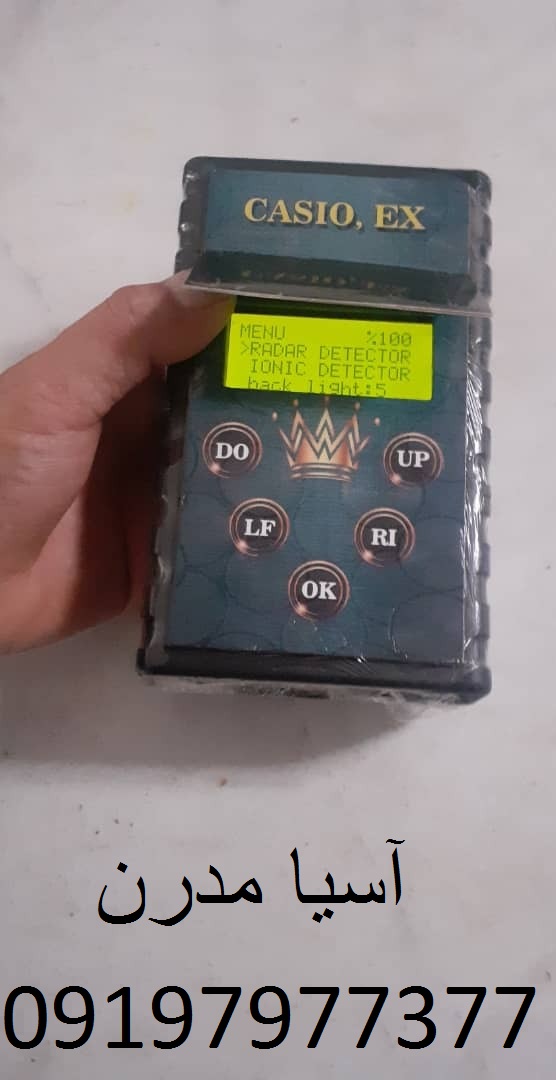 CASIO, EX
MENU %100
>RADAR DETECTOR
IONIC DETECTOR
back light:5
DO
UP
LF
RI
OK
آسیا مدرن
09197977377